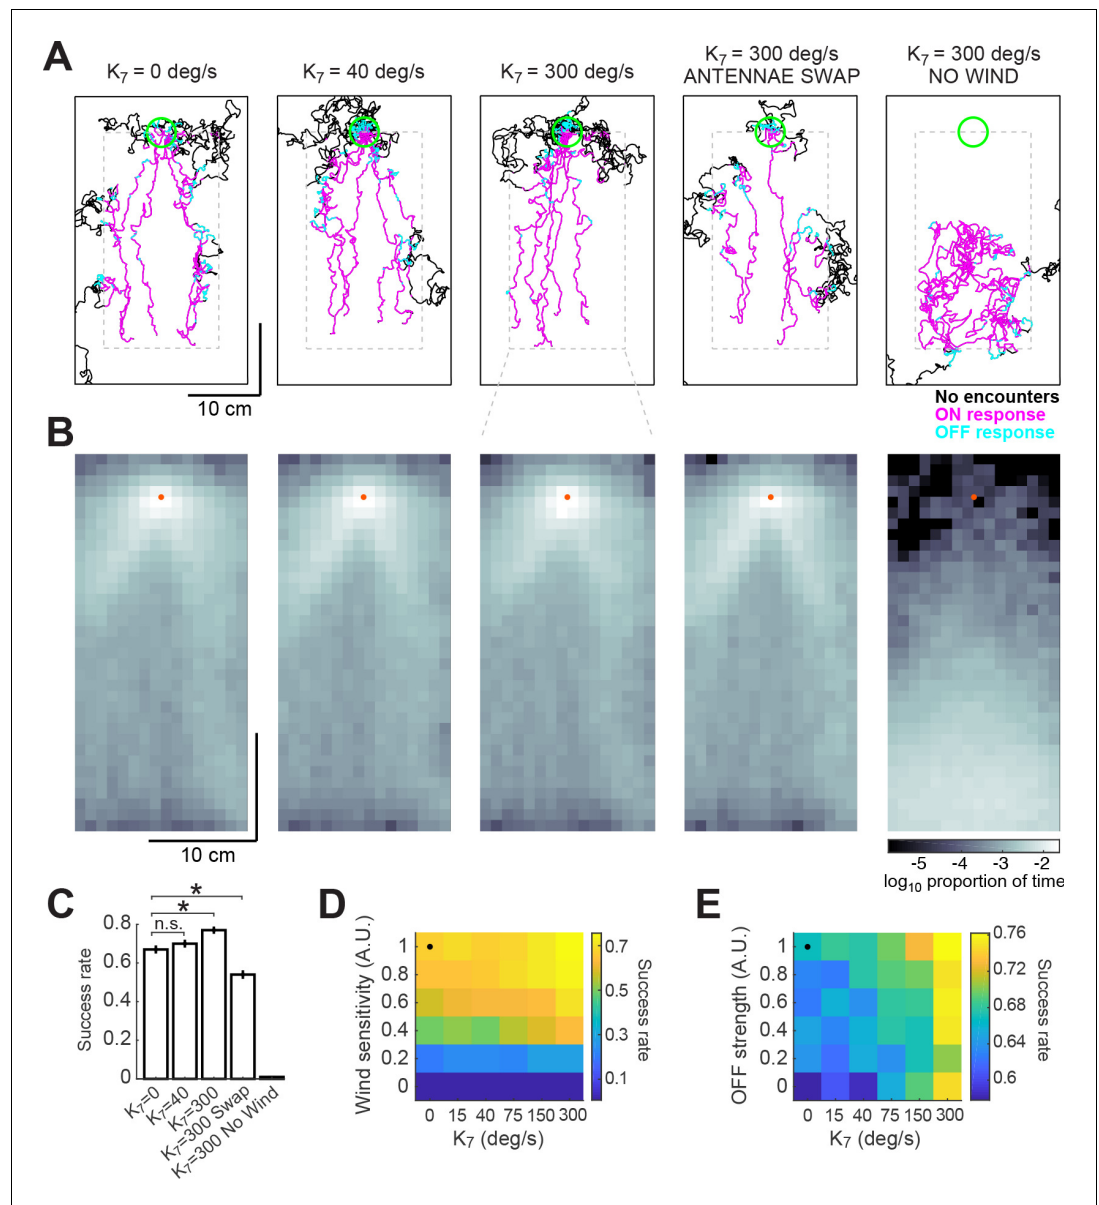 A
K7 = 0 deg/s
K7 = 40 deg/s
K7 = 300 deg/s
K7 = 300 deg/s
ANTENNAE SWAP
K7 = 300 deg/s
NO WIND
10 cm
No encounters
ON response
OFF response
B
10 cm
-5 -4 -3 -2
log10 proportion of time
C
Success rate
0.8
0.6
0.4
0.2
0
n.s.
*
*
K7=0
K7=40
K7=300
K7=300 Swap
K7=300 No Wind
D
Wind sensitivity (A.U.)
1
0.8
0.6
0.4
0.2
0
0 15 40 75 150 300
K7 (deg/s)
0.7
0.5
0.3
0.1
Success rate
E
OFF strength (A.U.)
1
0.8
0.6
0.4
0.2
0
0 15 40 75 150 300
K7 (deg/s)
0.76
0.72
0.68
0.64
0.6
Success rate